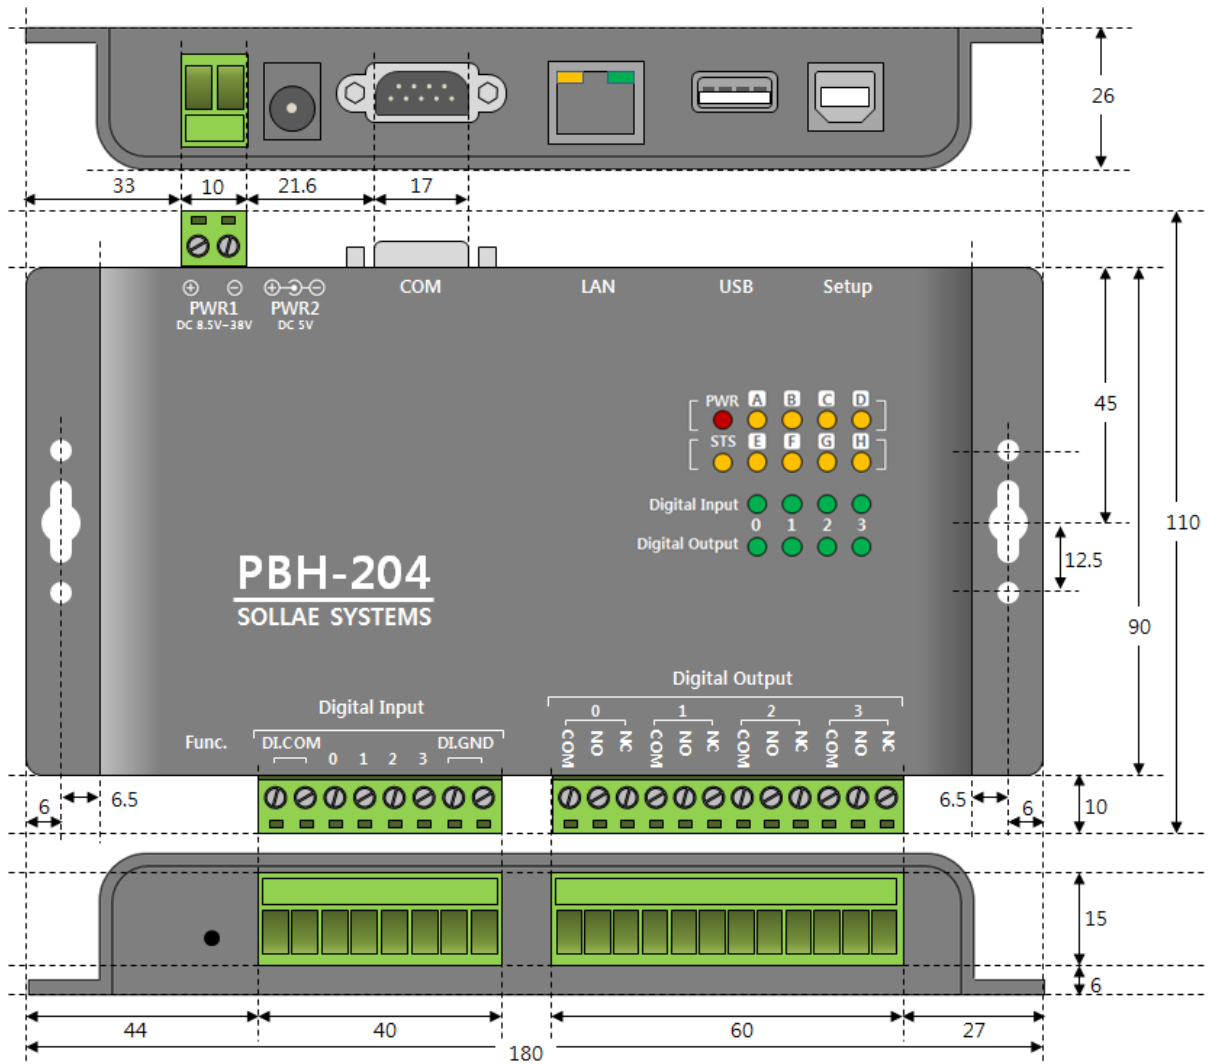 26
33 10 21.6 17
COM LAN USB Setup
PWR1 PWR2
DC 8.5V~38V DC 5V
45
PWR A B C D
STS E F G H
Digital Input
0 1 2 3
Digital Output
110
12.5
PBH-204
SOLLAE SYSTEMS
90
Digital Output
Digital Input
0 1 2 3
Func. DI.COM 0 1 2 3 DI.GND
COM NO NC COM NO NC COM NO NC COM NO NC
6 6.5 6.5 6 10
15
6
44 40 60 27
180